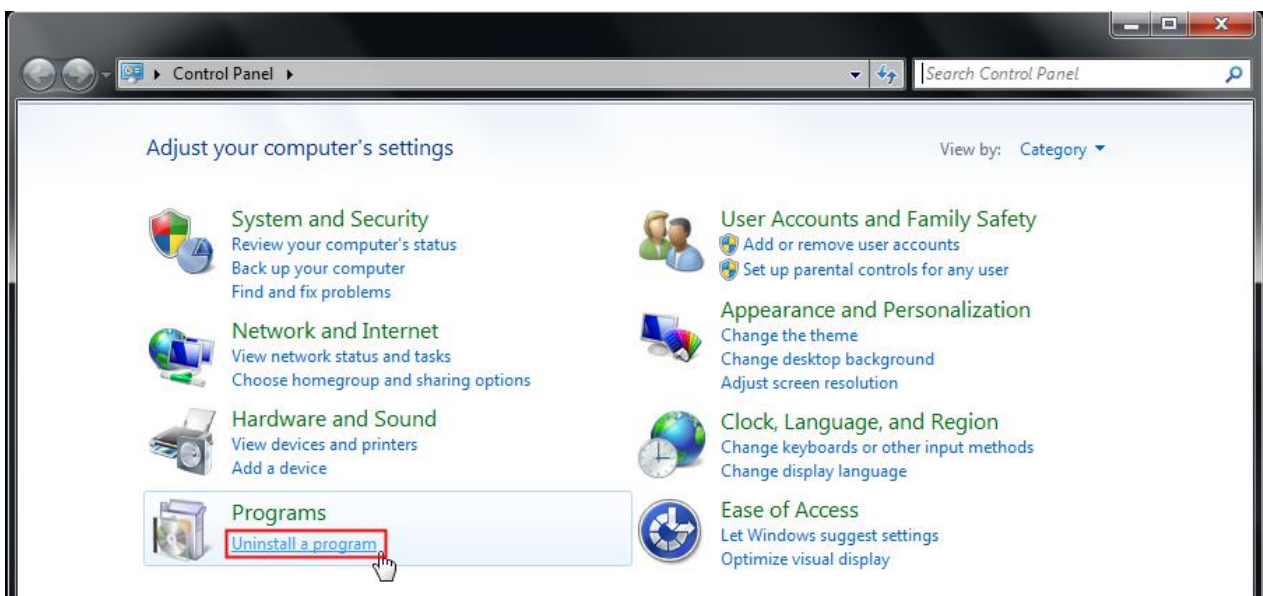 Control Panel
Search Control Panel
Adjust your computer's settings
View by: Category
System and Security
Review your computer's status
Back up your computer
Find and fix problems
Network and Internet
View network status and tasks
Choose homegroup and sharing options
Hardware and Sound
View devices and printers
Add a device
Programs
Uninstall a program
User Accounts and Family Safety
Add or remove user accounts
Set up parental controls for any user
Appearance and Personalization
Change the theme
Change desktop background
Adjust screen resolution
Clock, Language, and Region
Change keyboards or other input methods
Change display language
Ease of Access
Let Windows suggest settings
Optimize visual display